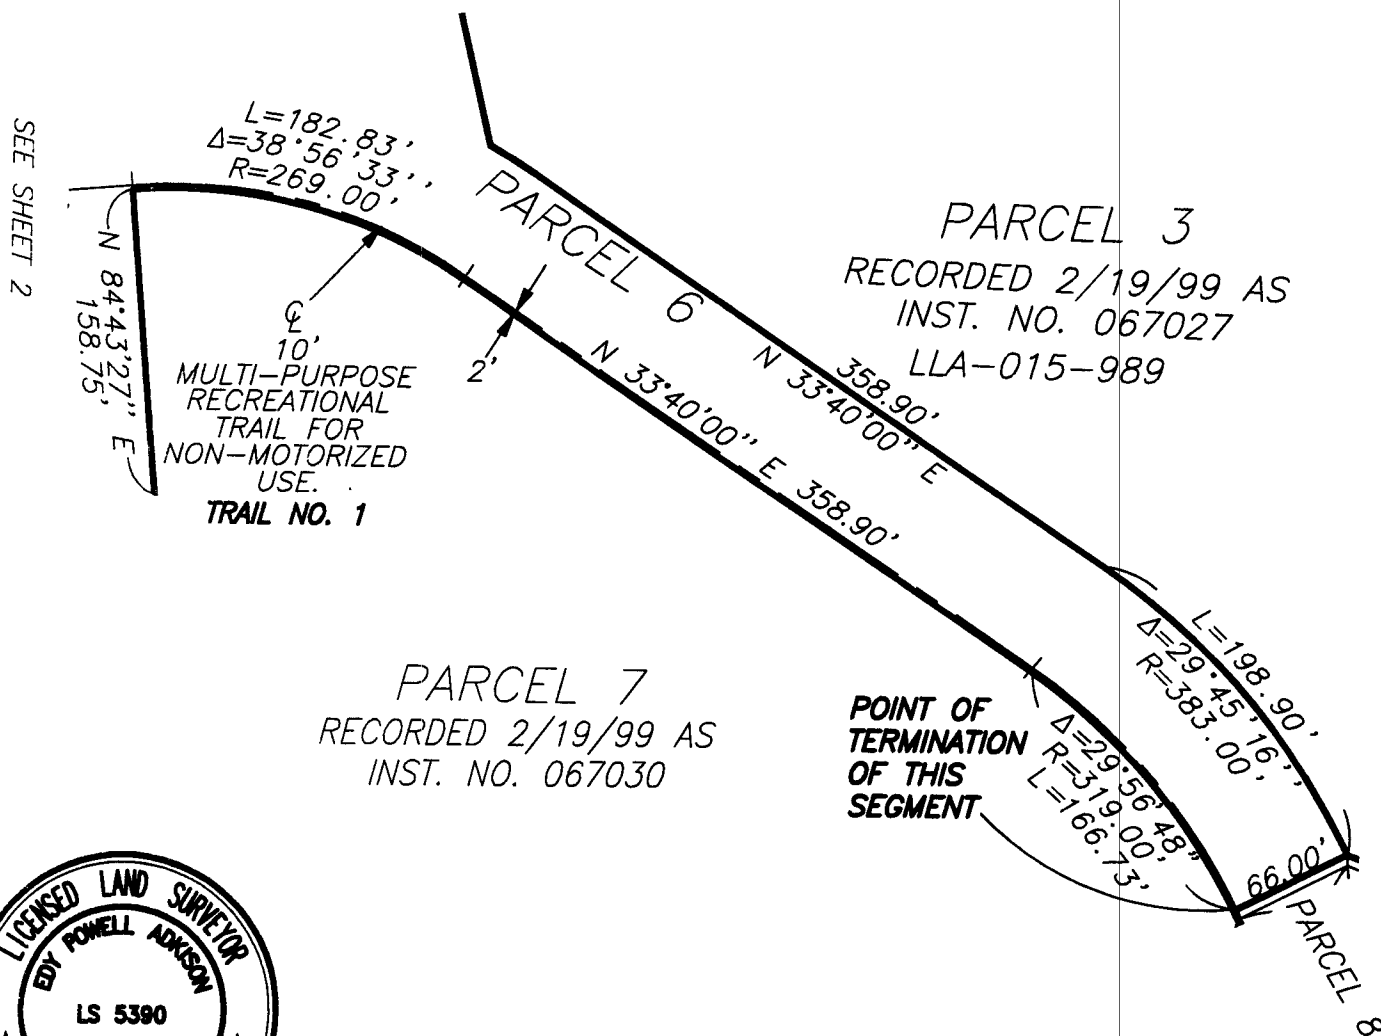 L=182.83'
Δ=38°56'33''
R=269.00'
SEE SHEET 2
N 84°43'27" E
158.75'
℄
10'
MULTI-PURPOSE
RECREATIONAL
TRAIL FOR
NON-MOTORIZED
USE.
TRAIL NO. 1
2'
PARCEL 6
PARCEL 3
RECORDED 2/19/99 AS
INST. NO. 067027
LLA-015-989
358.90'
N 33°40'00" E
N 33°40'00" E 358.90'
PARCEL 7
RECORDED 2/19/99 AS
INST. NO. 067030
POINT OF
TERMINATION
OF THIS
SEGMENT
L=198.90'
Δ=29°45'16''
R=383.00'
Δ=29°56'48"
R=319.00'
L=166.73'
66.00'
PARCEL 8
LICENSED LAND SURVEYOR
EDY POWELL ADKISON
LS 5390